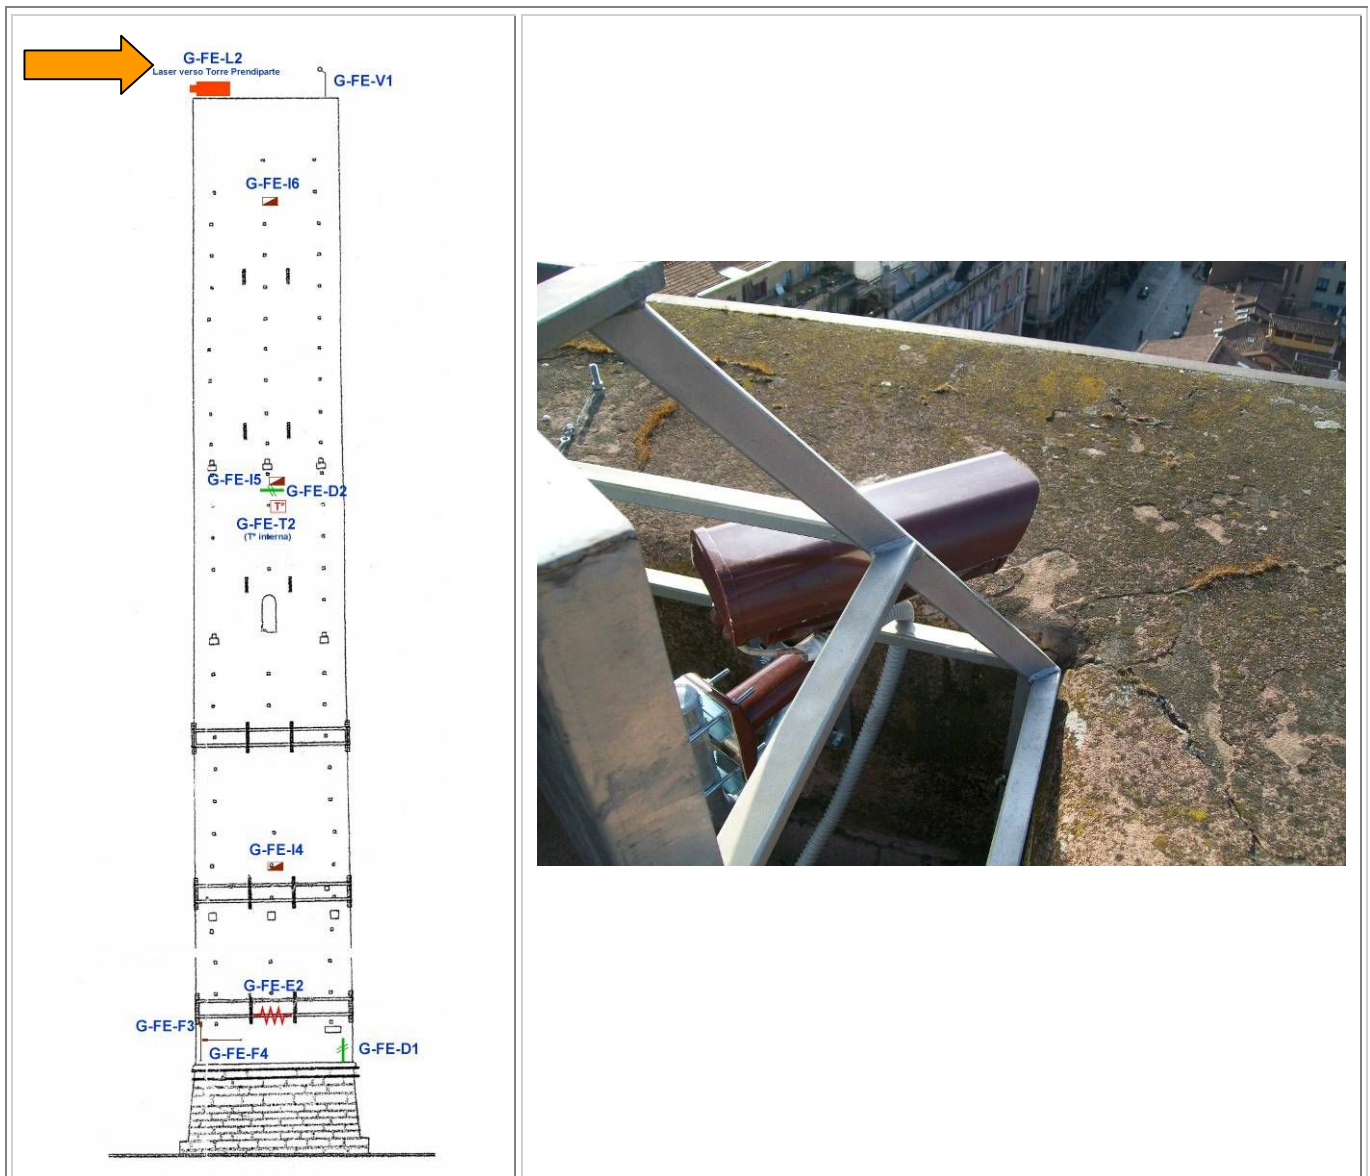 G-FE-L2
Laser verso Torre Prendiparte
G-FE-V1
G-FE-I6
G-FE-I5
G-FE-D2
T°
G-FE-T2
(T° interna)
G-FE-I4
G-FE-E2
G-FE-F3
G-FE-F4
G-FE-D1